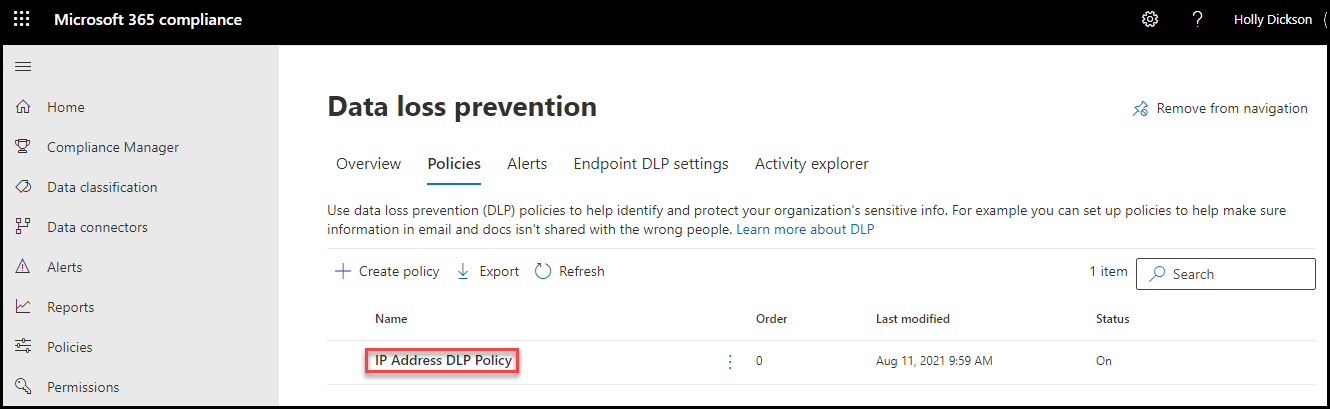 Microsoft 365 compliance
? Holly Dickson (
Home
Compliance Manager
Data classification
Data connectors
Alerts
Reports
Policies
Permissions
Data loss prevention
Remove from navigation
Overview Policies Alerts Endpoint DLP settings Activity explorer
Use data loss prevention (DLP) policies to help identify and protect your organization's sensitive info. For example you can set up policies to help make sure
information in email and docs isn't shared with the wrong people. Learn more about DLP
Create policy Export Refresh 1 item Search
Name Order Last modified Status
IP Address DLP Policy 0 Aug 11, 2021 9:59 AM On